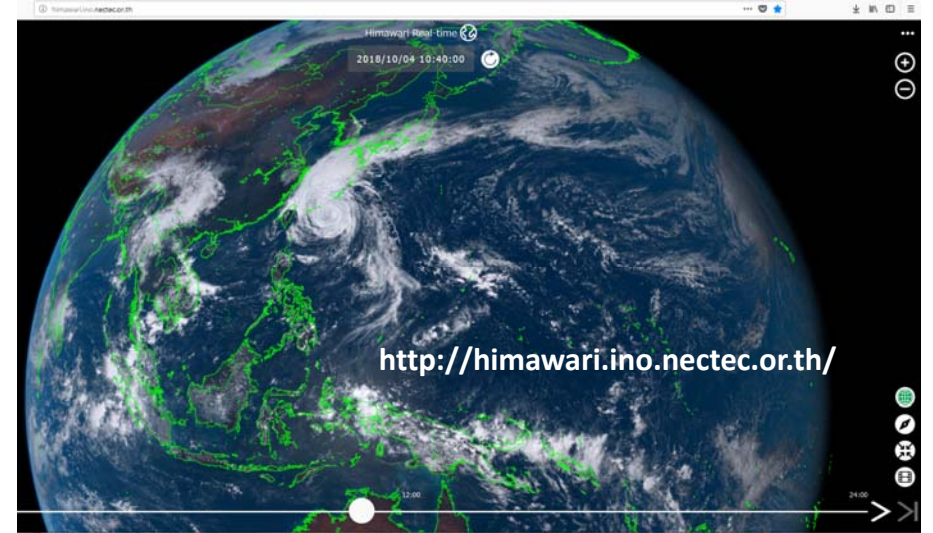 himawari.ino.nectec.or.th
Himawari Real-time
2018/10/04 10:40:00
http://himawari.ino.nectec.or.th/
12:00
24:00